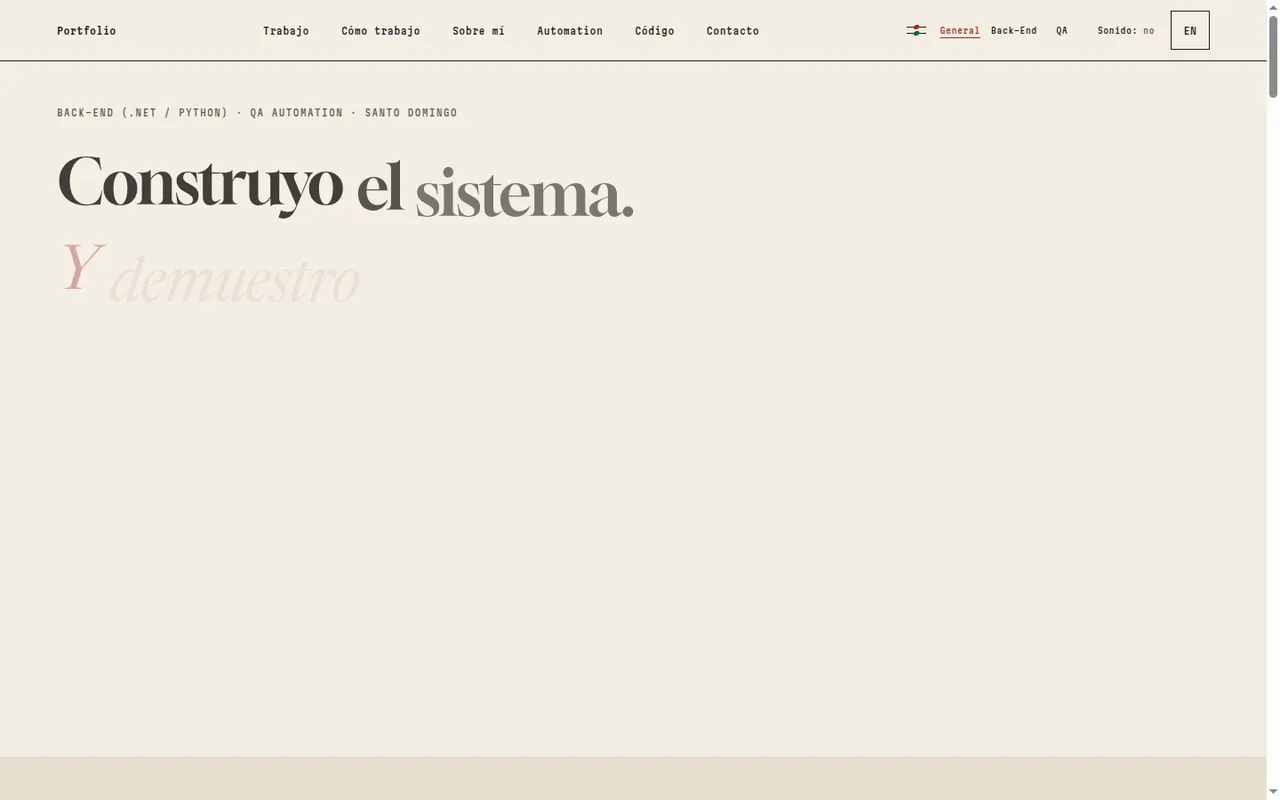 Portfolio
Trabajo
Cómo trabajo
Sobre mí
Automation
Código
Contacto
General
Back-End
QA
Sonido: no
EN
BACK-END (.NET / PYTHON) · QA AUTOMATION · SANTO DOMINGO
Construyo el sistema.
Y demuestro